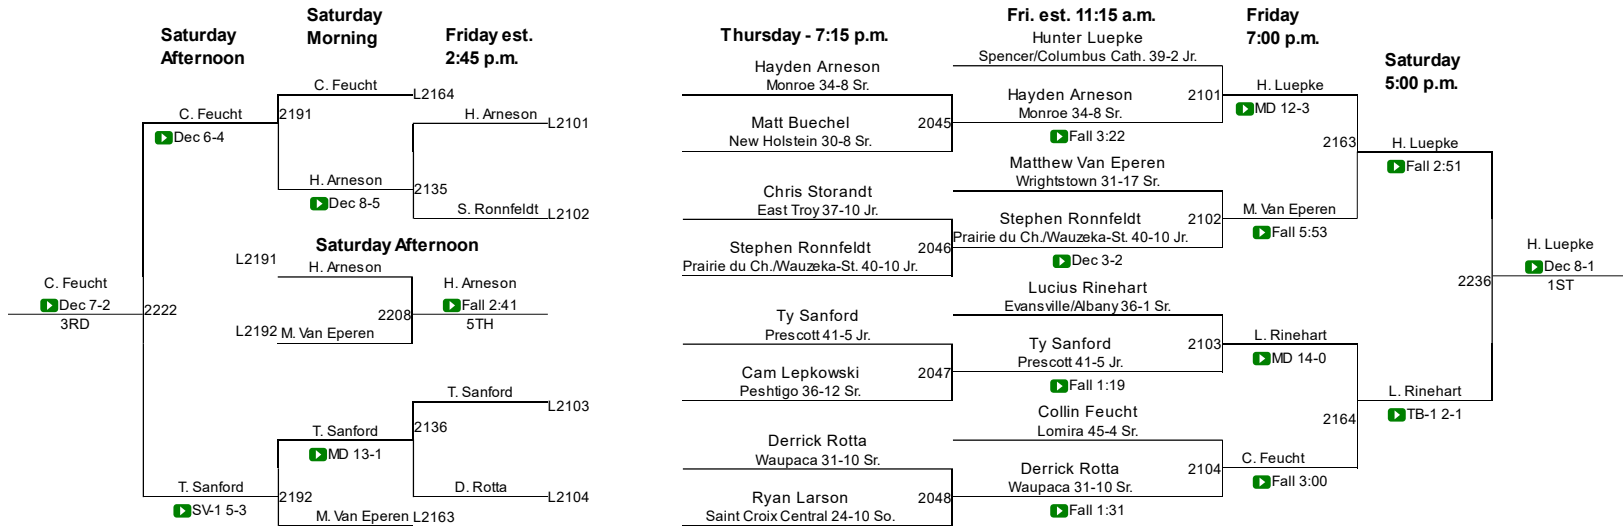 Saturday
Afternoon
Saturday
Morning
Friday est.
2:45 p.m.
Thursday - 7:15 p.m.
Fri. est. 11:15 a.m.
Friday
7:00 p.m.
Saturday
5:00 p.m.
C. Feucht
L2164
C. Feucht
2191
Dec 6-4
H. Arneson
L2101
H. Arneson
2135
Dec 8-5
S. Ronnfeldt
L2102
Saturday Afternoon
L2191
H. Arneson
C. Feucht
Dec 7-2
3RD
2222
H. Arneson
2208
Fall 2:41
5TH
L2192
M. Van Eperen
T. Sanford
L2103
T. Sanford
2136
MD 13-1
T. Sanford
2192
SV-1 5-3
D. Rotta
L2104
M. Van Eperen
L2163
Hayden Arneson
Monroe 34-8 Sr.
Matt Buechel
New Holstein 30-8 Sr.
2045
Chris Storandt
East Troy 37-10 Jr.
Stephen Ronnfeldt
Prairie du Ch./Wauzeka-St. 40-10 Jr.
2046
Ty Sanford
Prescott 41-5 Jr.
Cam Lepkowski
Peshtigo 36-12 Sr.
2047
Derrick Rotta
Waupaca 31-10 Sr.
Ryan Larson
Saint Croix Central 24-10 So.
2048
Hunter Luepke
Spencer/Columbus Cath. 39-2 Jr.
Hayden Arneson
Monroe 34-8 Sr.
Fall 3:22
2101
Matthew Van Eperen
Wrightstown 31-17 Sr.
Stephen Ronnfeldt
Prairie du Ch./Wauzeka-St. 40-10 Jr.
Dec 3-2
2102
Lucius Rinehart
Evansville/Albany 36-1 Sr.
Ty Sanford
Prescott 41-5 Jr.
Fall 1:19
2103
Collin Feucht
Lomira 45-4 Sr.
Derrick Rotta
Waupaca 31-10 Sr.
Fall 1:31
2104
H. Luepke
MD 12-3
2163
M. Van Eperen
Fall 5:53
L. Rinehart
MD 14-0
2164
C. Feucht
Fall 3:00
H. Luepke
Fall 2:51
2236
L. Rinehart
TB-1 2-1
H. Luepke
Dec 8-1
1ST